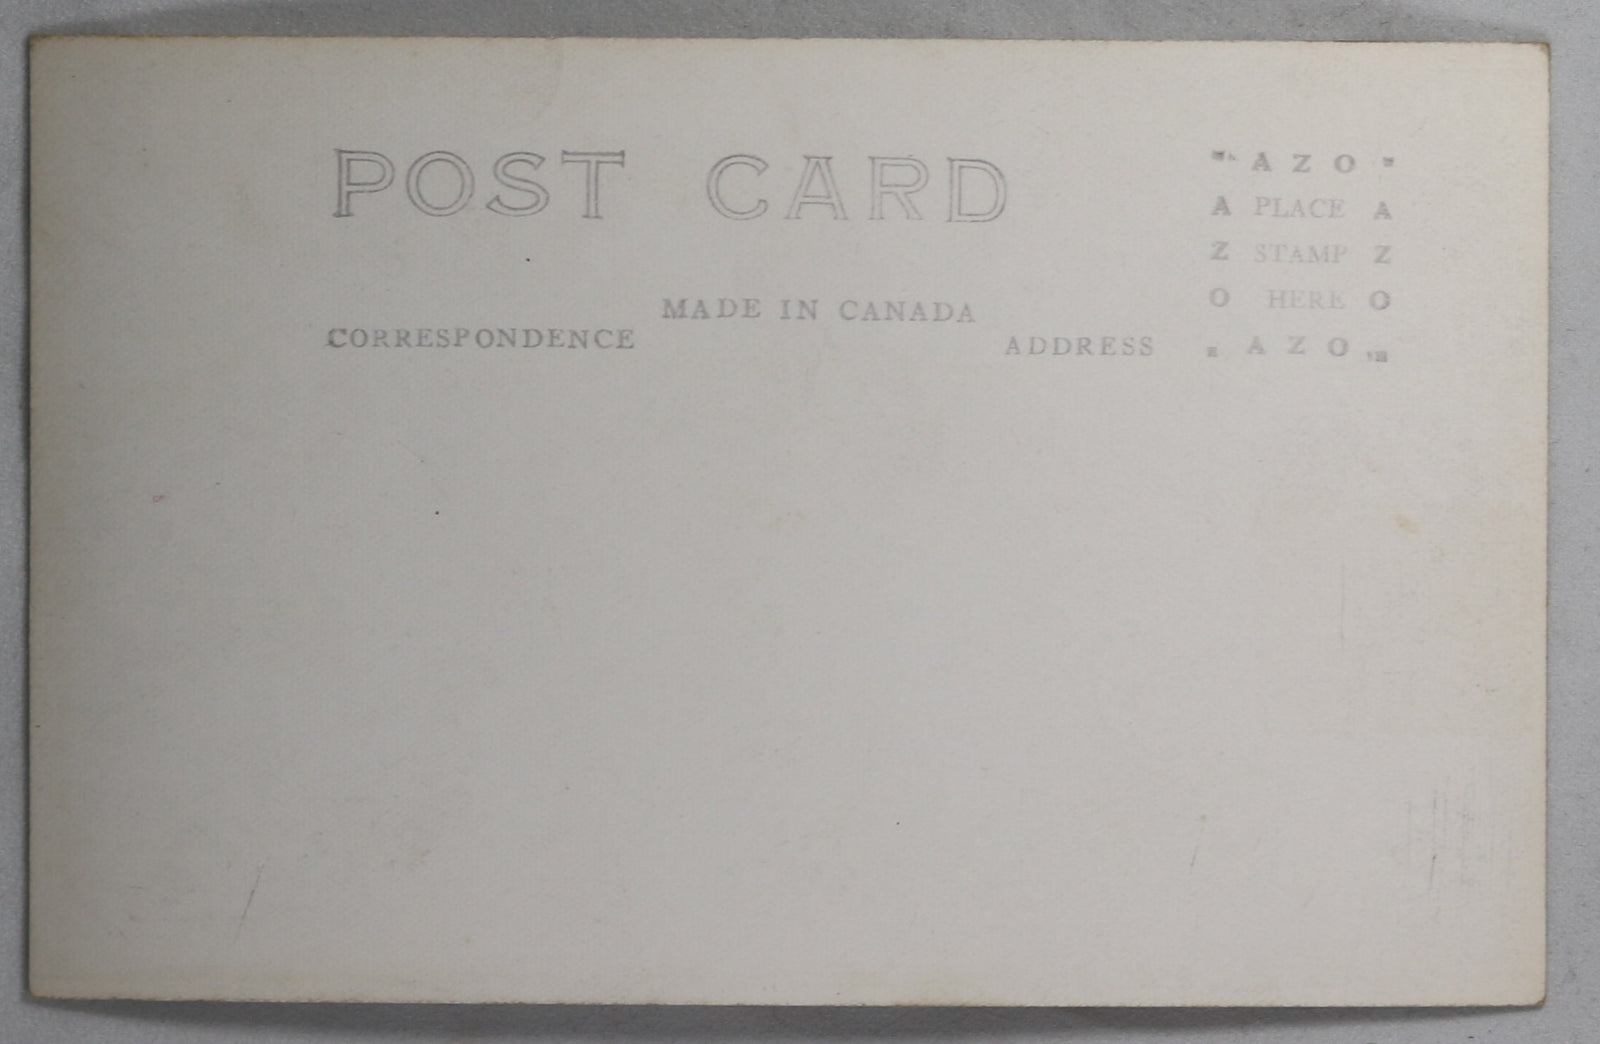 POST CARD
MADE IN CANADA
CORRESPONDENCE
ADDRESS
AZO
A PLACE A
Z STAMP Z
O HERE O
AZO